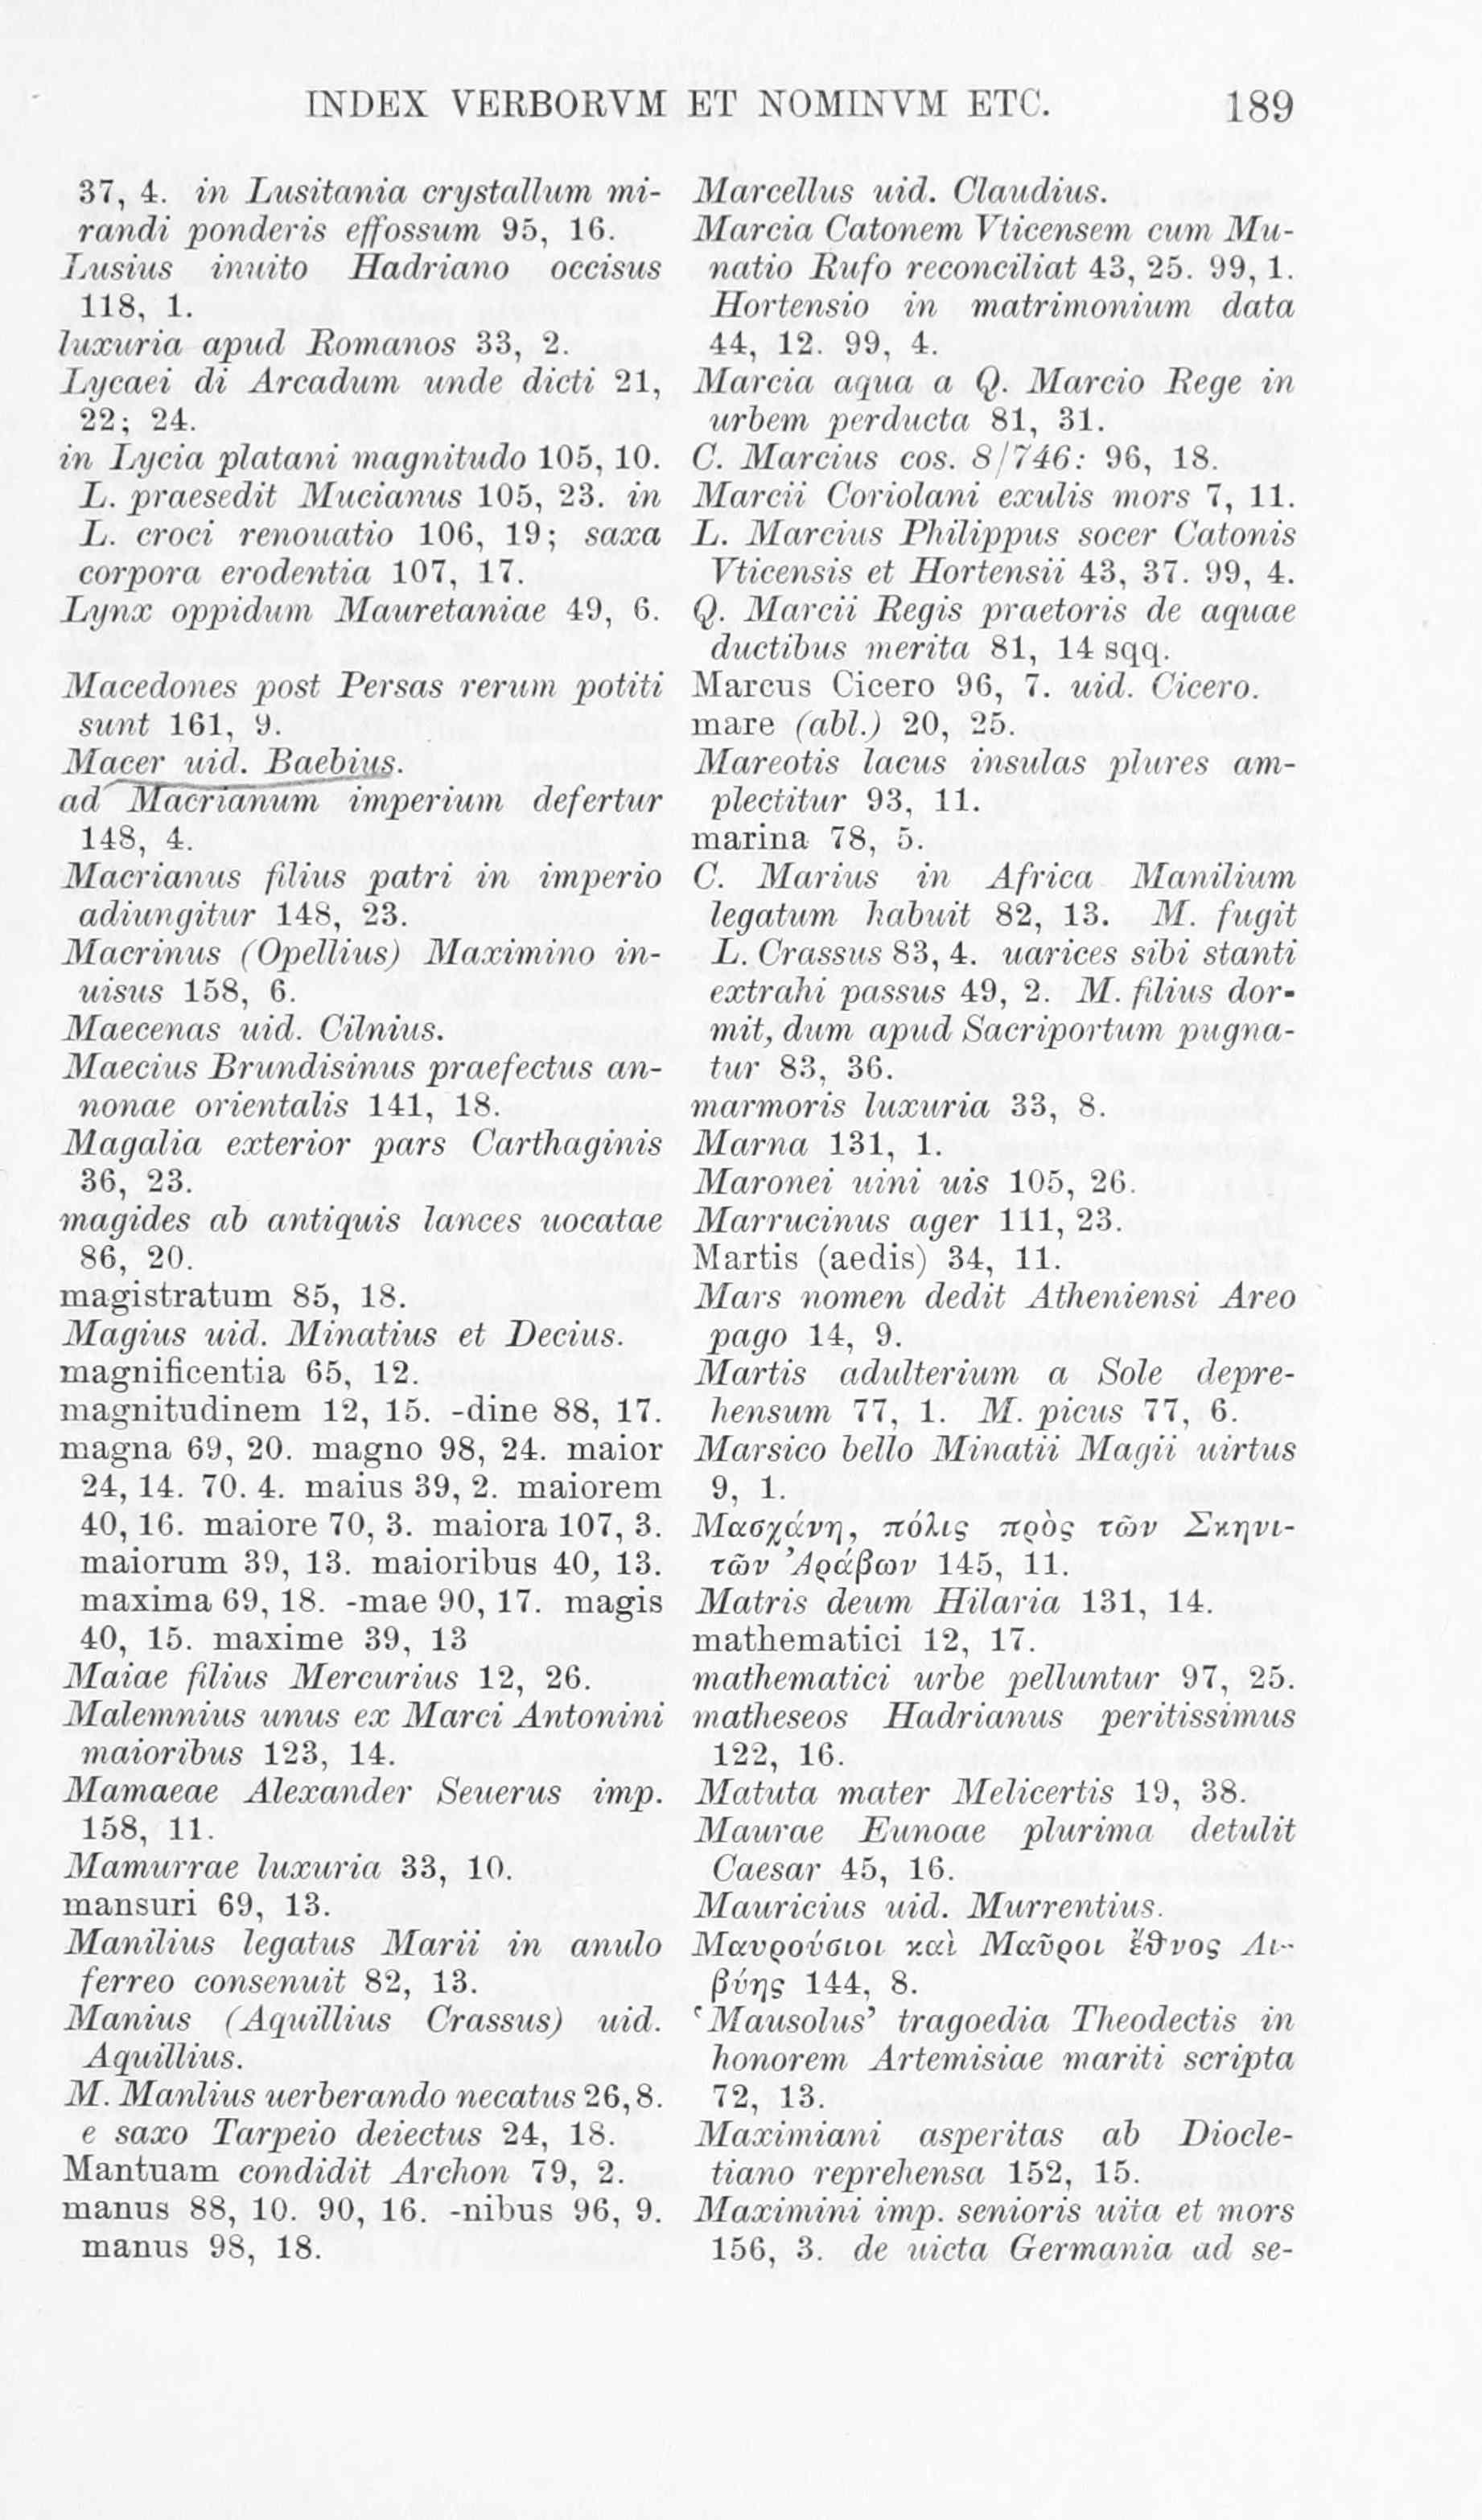 INDEX VERBORVM ET NOMINVM ETC. 189
37, 4. in Lusitania crystallum mi-
randi ponderis effossum 95, 16.
Lusius inuito Hadriano occisus
118, 1.
luxuria apud Romanos 33, 2.
Lycaei di Arcadum unde dicti 21,
22; 24.
in Lycia platani magnitudo 105, 10.
L. praesedit Mucianus 105, 23. in
L. croci renouatio 106, 19; saxa
corpora erodentia 107, 17.
Lynx oppidum Mauretaniae 49, 6.
Macedones post Persas rerum potiti
sunt 161, 9.
Macer uid. Baebius.
ad Macrianum imperium defertur
148, 4.
Macrianus filius patri in imperio
adiungitur 148, 23.
Macrinus (Opellius) Maximino in-
uisus 158, 6.
Maecenas uid. Cilnius.
Maecius Brundisinus praefectus an-
nonae orientalis 141, 18.
Magalia exterior pars Carthaginis
36, 23.
magides ab antiquis lances uocatae
86, 20.
magistratum 85, 18.
Magius uid. Minatius et Decius.
magnificentia 65, 12.
magnitudinem 12, 15. -dine 88, 17.
magna 69, 20. magno 98, 24. maior
24, 14. 70. 4. maius 39, 2. maiorem
40, 16. maiore 70, 3. maiora 107, 3.
maiorum 39, 13. maioribus 40, 13.
maxima 69, 18. -mae 90, 17. magis
40, 15. maxime 39, 13
Maiae filius Mercurius 12, 26.
Malemnius unus ex Marci Antonini
maioribus 123, 14.
Mamaeae Alexander Seuerus imp.
158, 11.
Mamurrae luxuria 33, 10.
mansuri 69, 13.
Manilius legatus Marii in anulo
ferreo consenuit 82, 13.
Manius (Aquillius Crassus) uid.
Aquillius.
M. Manlius uerberando necatus 26, 8.
e saxo Tarpeio deiectus 24, 18.
Mantuam condidit Archon 79, 2.
manus 88, 10. 90, 16. -nibus 96, 9.
manus 98, 18.
Marcellus uid. Claudius.
Marcia Catonem Vticensem cum Mu-
natio Rufo reconciliat 43, 25. 99, 1.
Hortensio in matrimonium data
44, 12. 99, 4.
Marcia aqua a Q. Marcio Rege in
urbem perducta 81, 31.
C. Marcius cos. 8/746: 96, 18.
Marcii Coriolani exulis mors 7, 11.
L. Marcius Philippus socer Catonis
Vticensis et Hortensii 43, 37. 99, 4.
Q. Marcii Regis praetoris de aquae
ductibus merita 81, 14 sqq.
Marcus Cicero 96, 7. uid. Cicero.
mare (abl.) 20, 25.
Mareotis lacus insulas plures am-
plectitur 93, 11.
marina 78, 5.
C. Marius in Africa Manilium
legatum habuit 82, 13. M. fugit
L. Crassus 83, 4. uarices sibi stanti
extrahi passus 49, 2. M. filius dor-
mit, dum apud Sacriportum pugna-
tur 83, 36.
marmoris luxuria 33, 8.
Marna 131, 1.
Maronei uini uis 105, 26.
Marrucinus ager 111, 23.
Martis (aedis) 34, 11.
Mars nomen dedit Atheniensi Areo
pago 14, 9.
Martis adulterium a Sole depre-
hensum 77, 1. M. picus 77, 6.
Marsico bello Minatii Magii uirtus
9, 1.
Μασχάνη, πόλις πρὸς τῶν Σκηνι-
τῶν Ἀράβων 145, 11.
Matris deum Hilaria 131, 14.
mathematici 12, 17.
mathematici urbe pelluntur 97, 25.
matheseos Hadrianus peritissimus
122, 16.
Matuta mater Melicertis 19, 38.
Maurae Eunoae plurima detulit
Caesar 45, 16.
Mauricius uid. Murrentius.
Μαυρούσιοι καὶ Μαῦροι ἔθνος Λι-
βύης 144, 8.
‘Mausolus’ tragoedia Theodectis in
honorem Artemisiae mariti scripta
72, 13.
Maximiani asperitas ab Diocle-
tiano reprehensa 152, 15.
Maximini imp. senioris uita et mors
156, 3. de uicta Germania ad se-